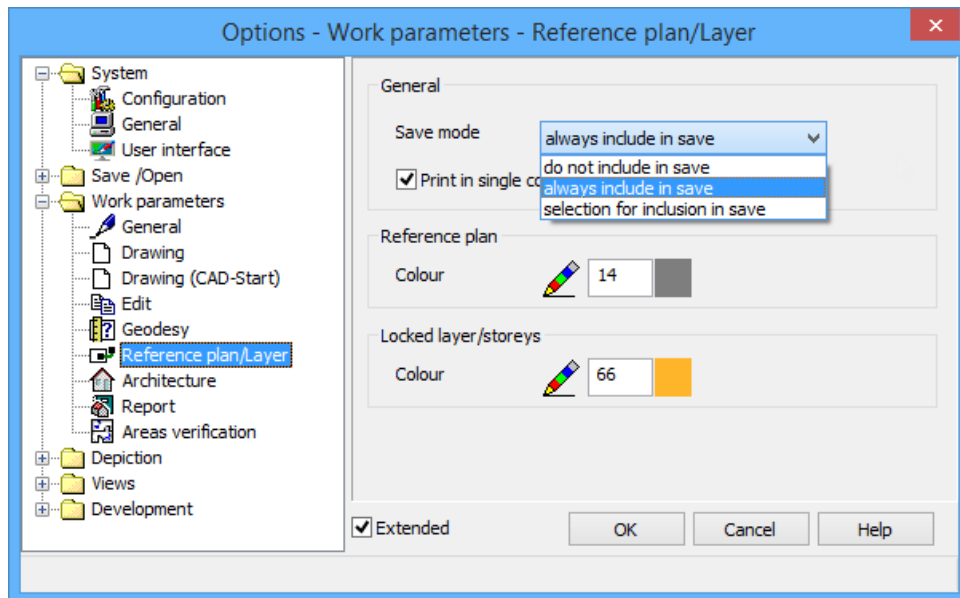 Options - Work parameters - Reference plan/Layer
System
Configuration
General
User interface
Save /Open
Work parameters
General
Drawing
Drawing (CAD-Start)
Edit
Geodesy
Reference plan/Layer
Architecture
Report
Areas verification
Depiction
Views
Development
General
Save mode
always include in save
do not include in save
always include in save
selection for inclusion in save
Print in single
Reference plan
Colour
14
Locked layer/storeys
Colour
66
Extended
OK
Cancel
Help